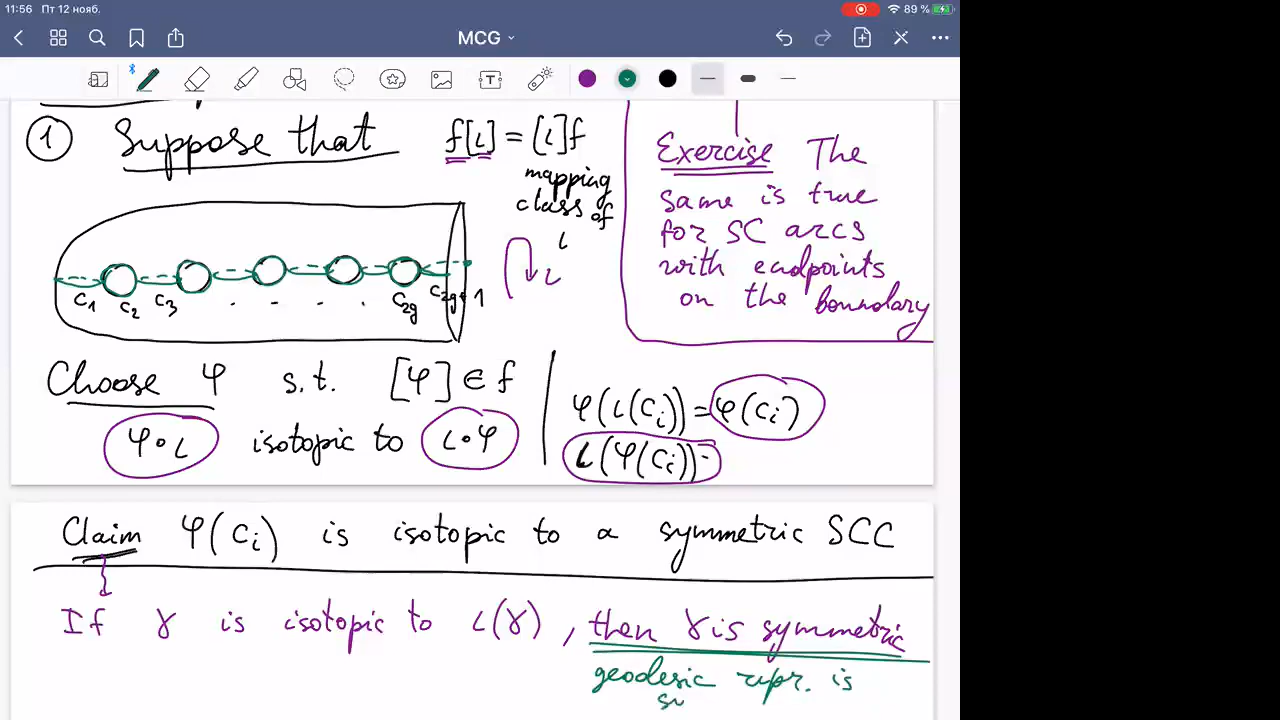 11:56 Пт 12 нояб.
89 %
MCG
① Suppose that f[ι] = [ι]f
mapping
class of
ι
ι
c1 c2 c3 . . . . c2g c2g+1
Exercise The
same is true
for SC arcs
with endpoints
on the boundary
Choose φ s.t. [φ] ∈ f
φ∘ι isotopic to ι∘φ
φ(ι(ci)) = φ(ci)
ι(φ(ci))
Claim φ(ci) is isotopic to a symmetric SCC
If γ is isotopic to ι(γ), then γ is symmetric
geodesic repr. is